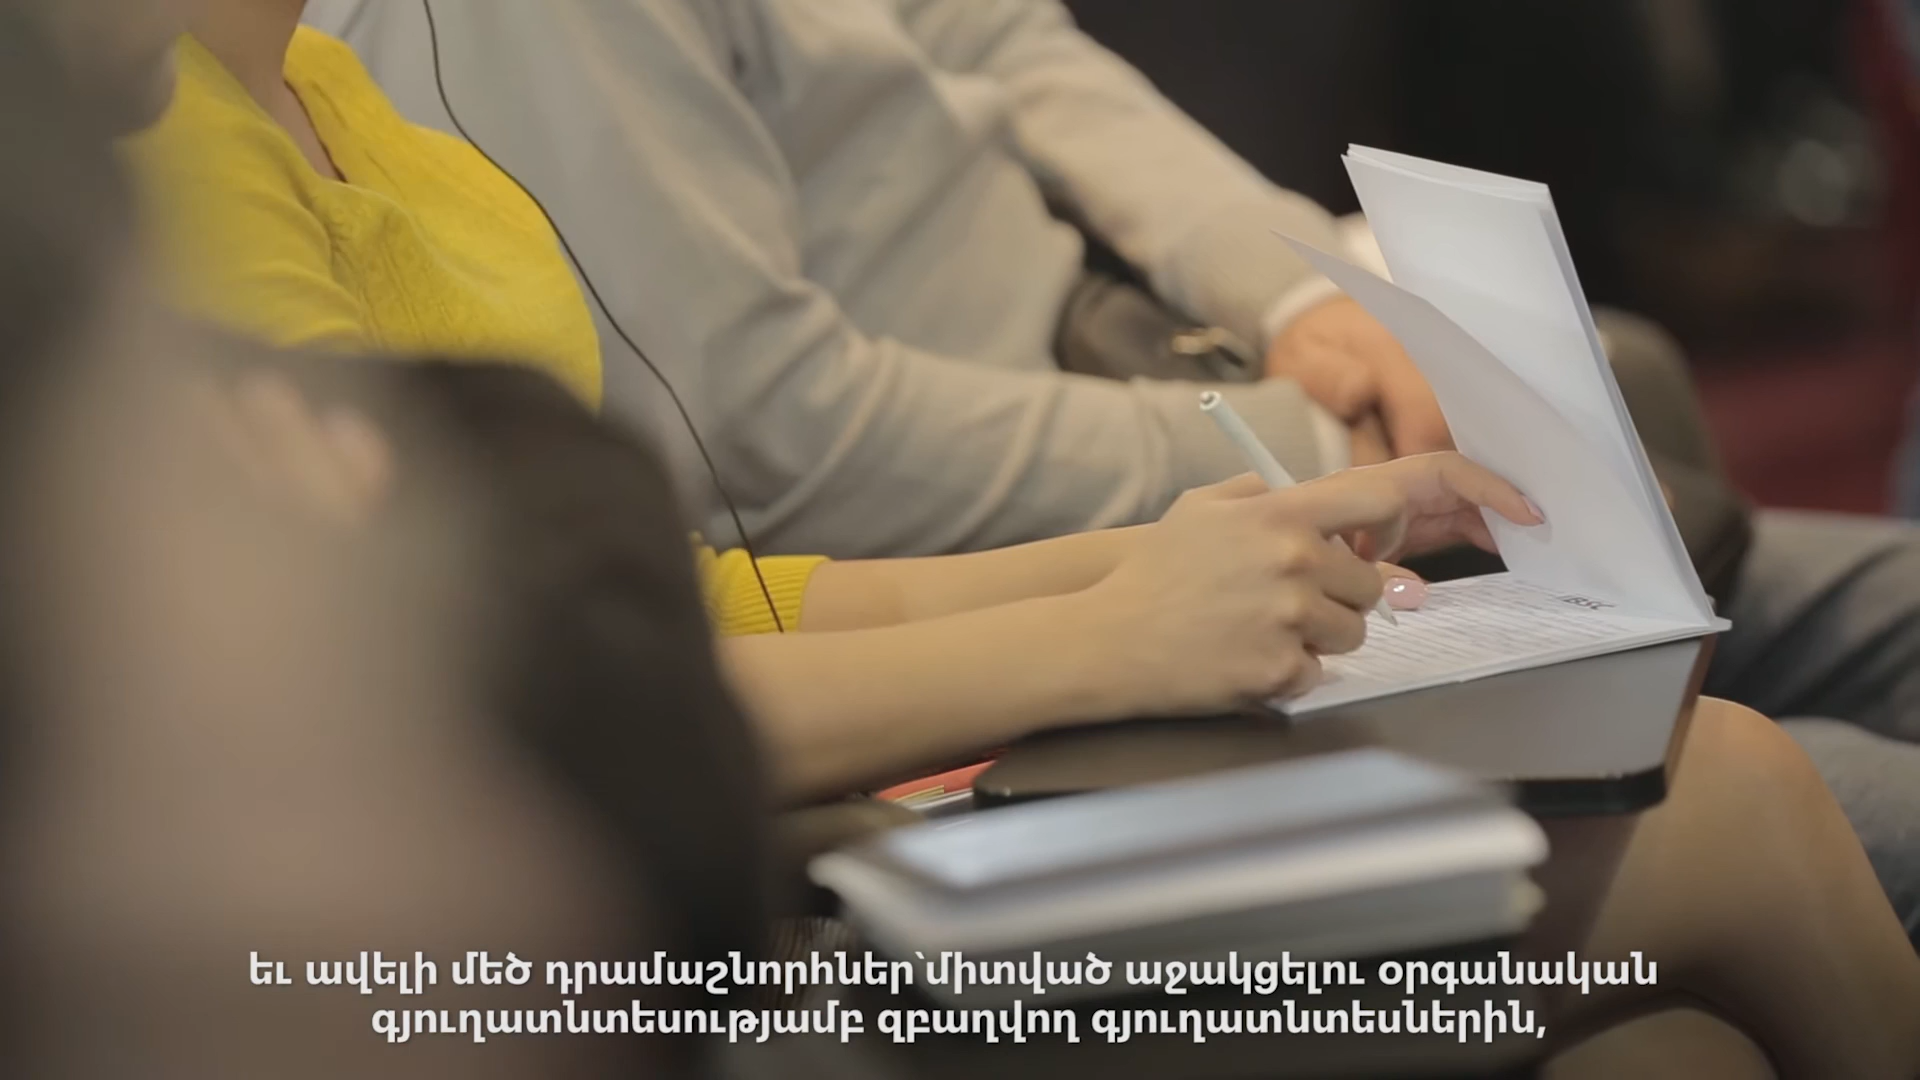 եւ ավելի մեծ դրամաշնորհներ՝միտված աջակցելու օրգանական
գյուղատնտեսությամբ զբաղվող գյուղատնտեսներին,